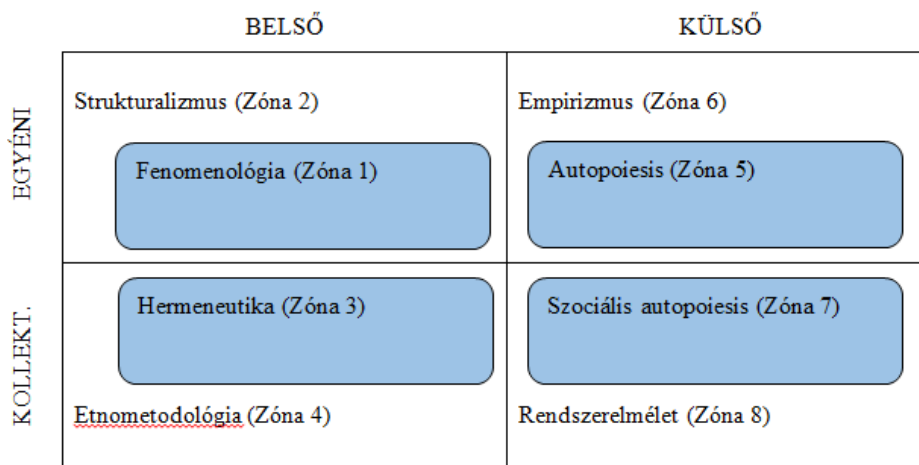 BELSŐ
KÜLSŐ
EGYÉNI
Strukturalizmus (Zóna 2)
Fenomenológia (Zóna 1)
Empirizmus (Zóna 6)
Autopoiesis (Zóna 5)
KOLLEKT.
Hermeneutika (Zóna 3)
Etnometodológia (Zóna 4)
Szociális autopoiesis (Zóna 7)
Rendszerelmélet (Zóna 8)